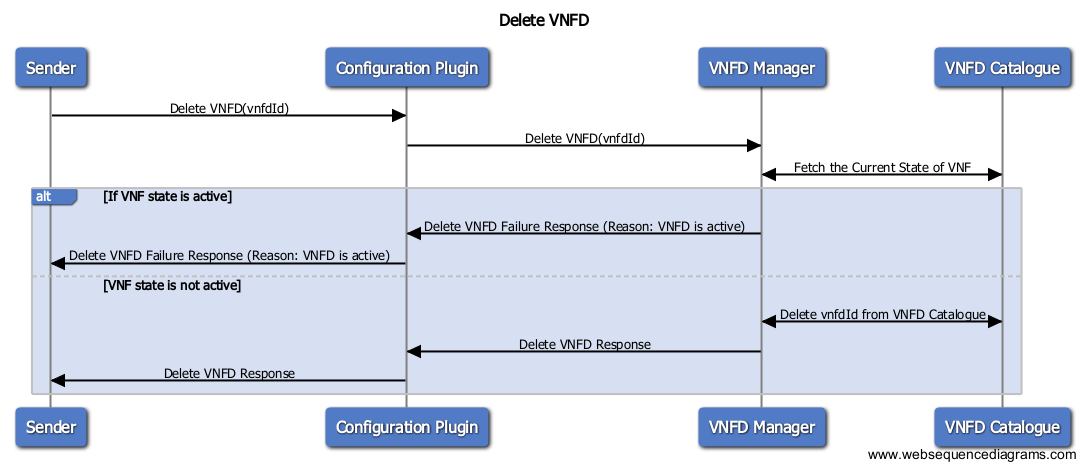 Delete VNFD
Sender
Configuration Plugin
VNFD Manager
VNFD Catalogue
Delete VNFD(vnfdId)
Delete VNFD(vnfdId)
Fetch the Current State of VNF
alt
[If VNF state is active]
Delete VNFD Failure Response (Reason: VNFD is active)
Delete VNFD Failure Response (Reason: VNFD is active)
[VNF state is not active]
Delete vnfdId from VNFD Catalogue
Delete VNFD Response
Delete VNFD Response
Sender
Configuration Plugin
VNFD Manager
VNFD Catalogue
www.websequencediagrams.com